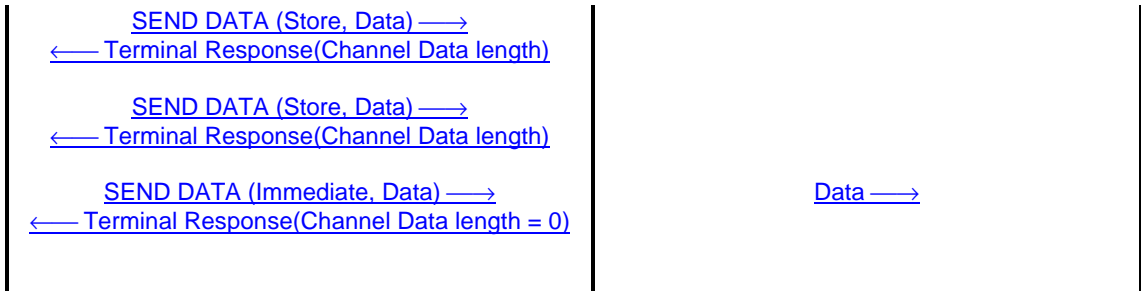 SEND DATA (Store, Data) ⟶
⟵ Terminal Response(Channel Data length)
SEND DATA (Store, Data) ⟶
⟵ Terminal Response(Channel Data length)
SEND DATA (Immediate, Data) ⟶
Data ⟶
⟵ Terminal Response(Channel Data length = 0)